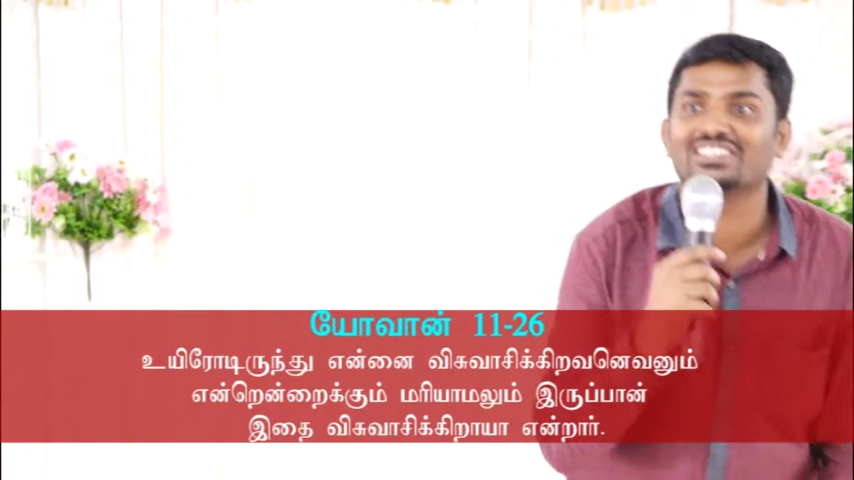 யோவான் 11-26
உயிரோடிருந்து என்னை விசுவாசிக்கிறவனெவனும்
என்றென்றைக்கும் மரியாமலும் இருப்பான்
இதை விசுவாசிக்கிறாயா என்றார்.